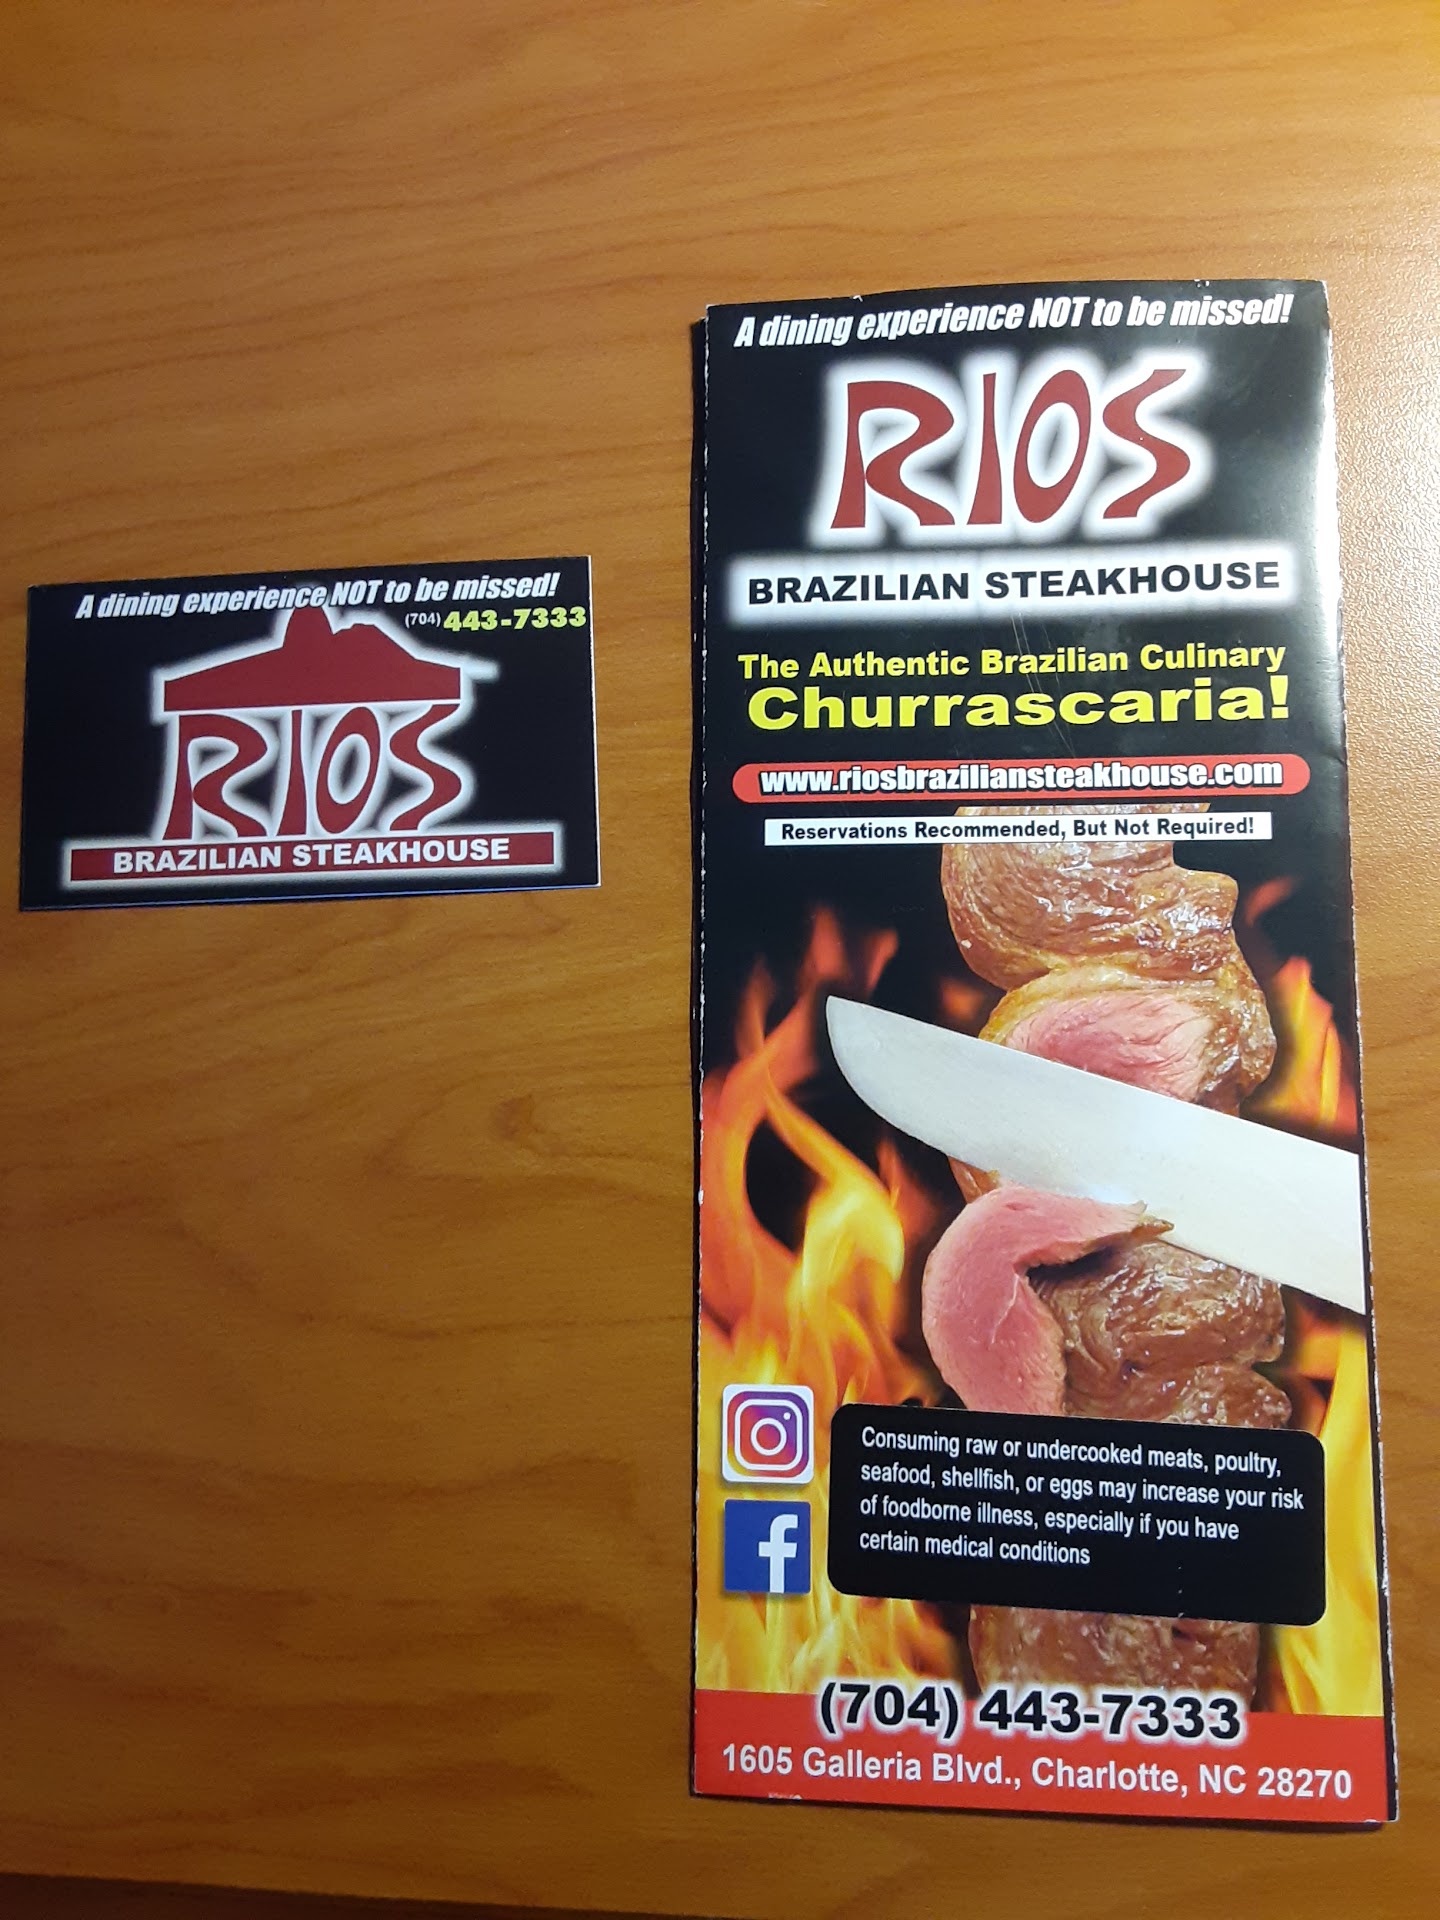 A dining experience NOT to be missed!
(704) 443-7333
RIOS
BRAZILIAN STEAKHOUSE
A dining experience NOT to be missed!
RIOS
BRAZILIAN STEAKHOUSE
The Authentic Brazilian Culinary
Churrascaria!
www.riosbraziliansteakhouse.com
Reservations Recommended, But Not Required!
Consuming raw or undercooked meats, poultry,
seafood, shellfish, or eggs may increase your risk
of foodborne illness, especially if you have
certain medical conditions
(704) 443-7333
1605 Galleria Blvd., Charlotte, NC 28270